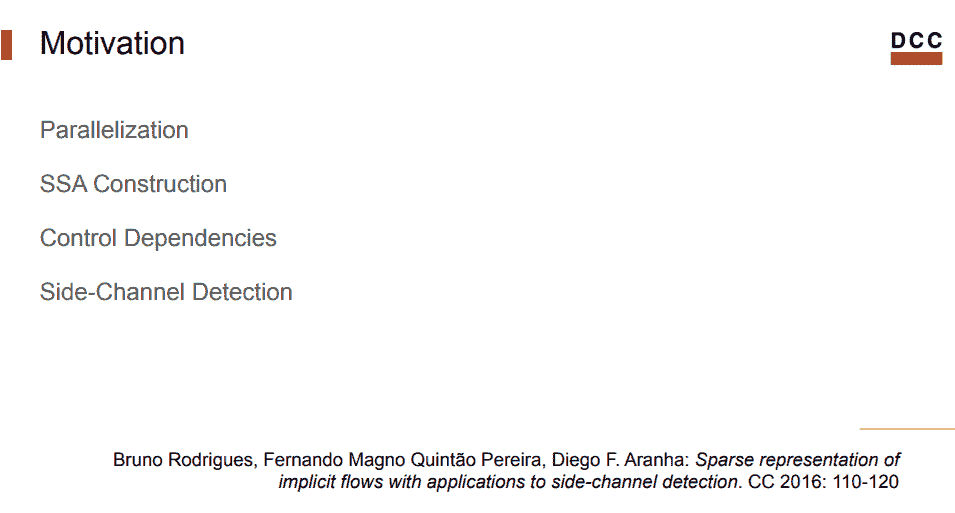 Motivation
DCC
Parallelization
SSA Construction
Control Dependencies
Side-Channel Detection
Bruno Rodrigues, Fernando Magno Quintão Pereira, Diego F. Aranha: Sparse representation of
implicit flows with applications to side-channel detection. CC 2016: 110-120